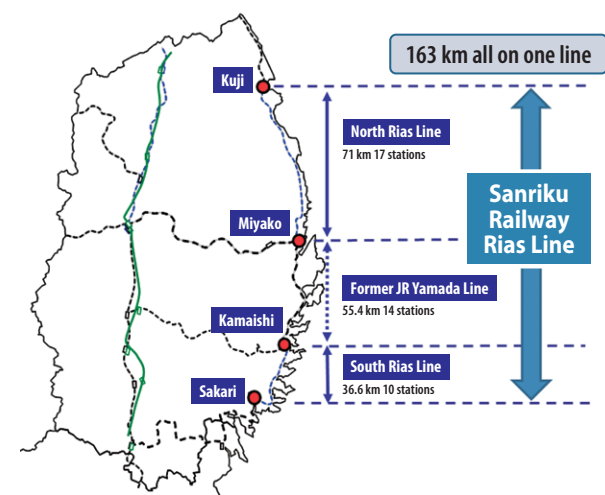 163 km all on one line
Kuji
North Rias Line
71 km 17 stations
Sanriku
Railway
Rias Line
Miyako
Former JR Yamada Line
55.4 km 14 stations
Kamaishi
South Rias Line
36.6 km 10 stations
Sakari